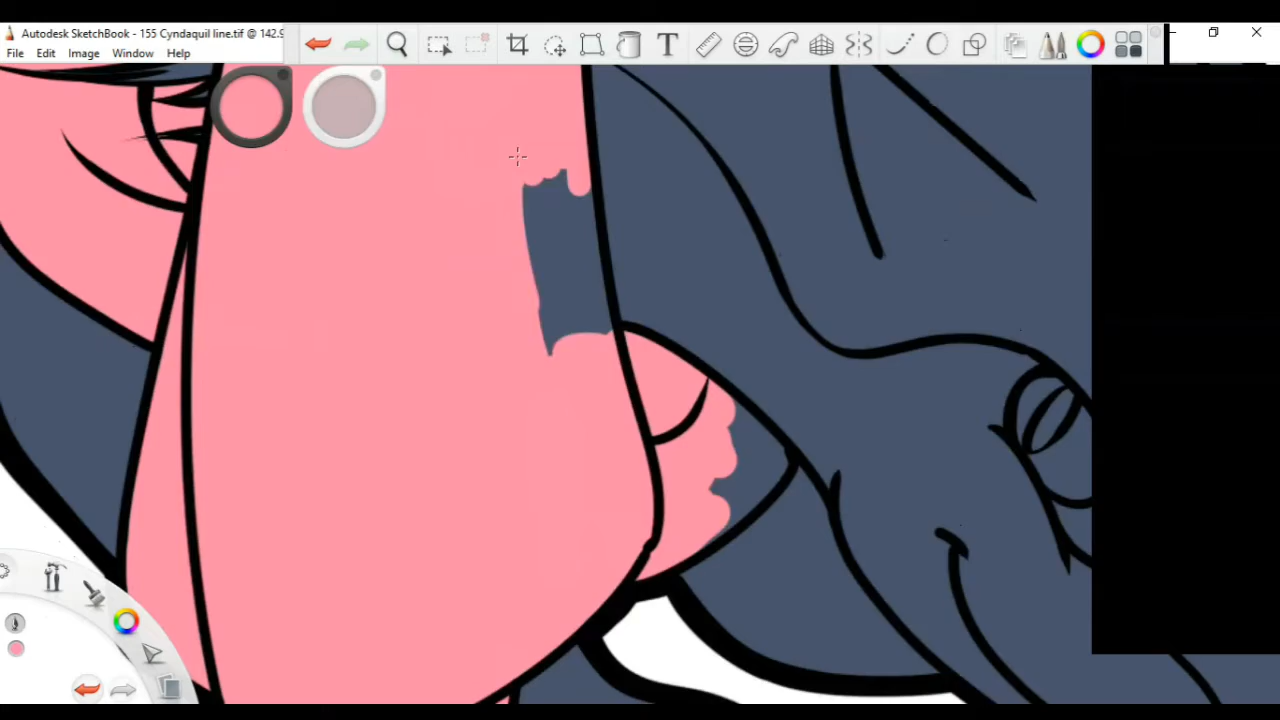 Autodesk SketchBook - 155 Cyndaquil line.tif @ 142.9
File Edit Image Window Help
T